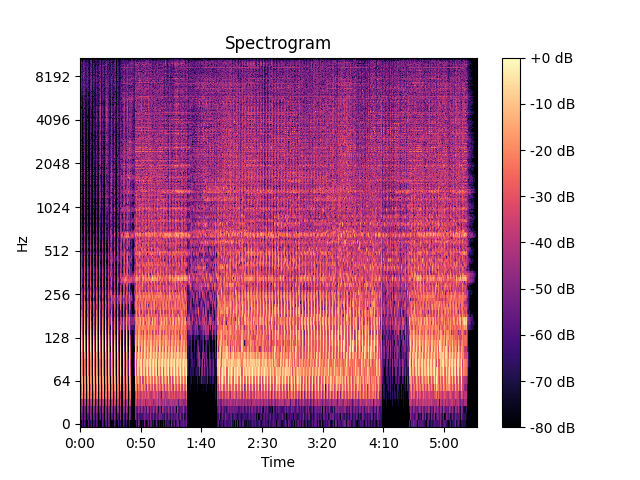 Spectrogram
Hz
8192
4096
2048
1024
512
256
128
64
0
0:00 0:50 1:40 2:30 3:20 4:10 5:00
Time
+0 dB
-10 dB
-20 dB
-30 dB
-40 dB
-50 dB
-60 dB
-70 dB
-80 dB